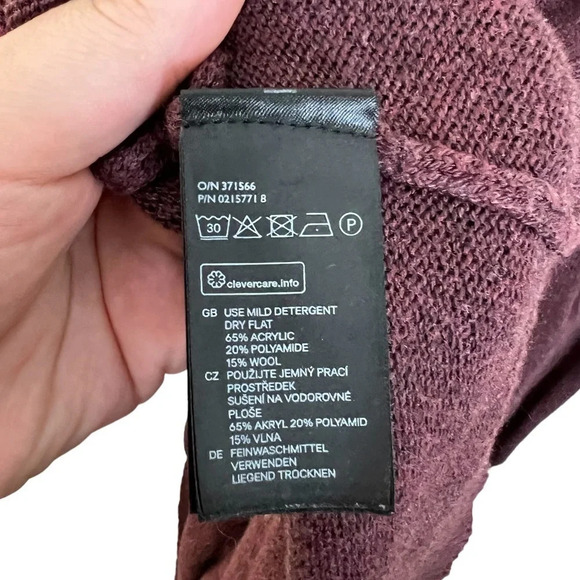 O/N 371566
P/N 0215771 8
30 P
clevercare.info
GB USE MILD DETERGENT
DRY FLAT
65% ACRYLIC
20% POLYAMIDE
15% WOOL
CZ POUŽIJTE JEMNÝ PRACÍ
PROSTŘEDEK
SUŠENÍ NA VODOROVNÉ
PLOŠE
65% AKRYL 20% POLYAMID
15% VLNA
DE FEINWASCHMITTEL
VERWENDEN
LIEGEND TROCKNEN